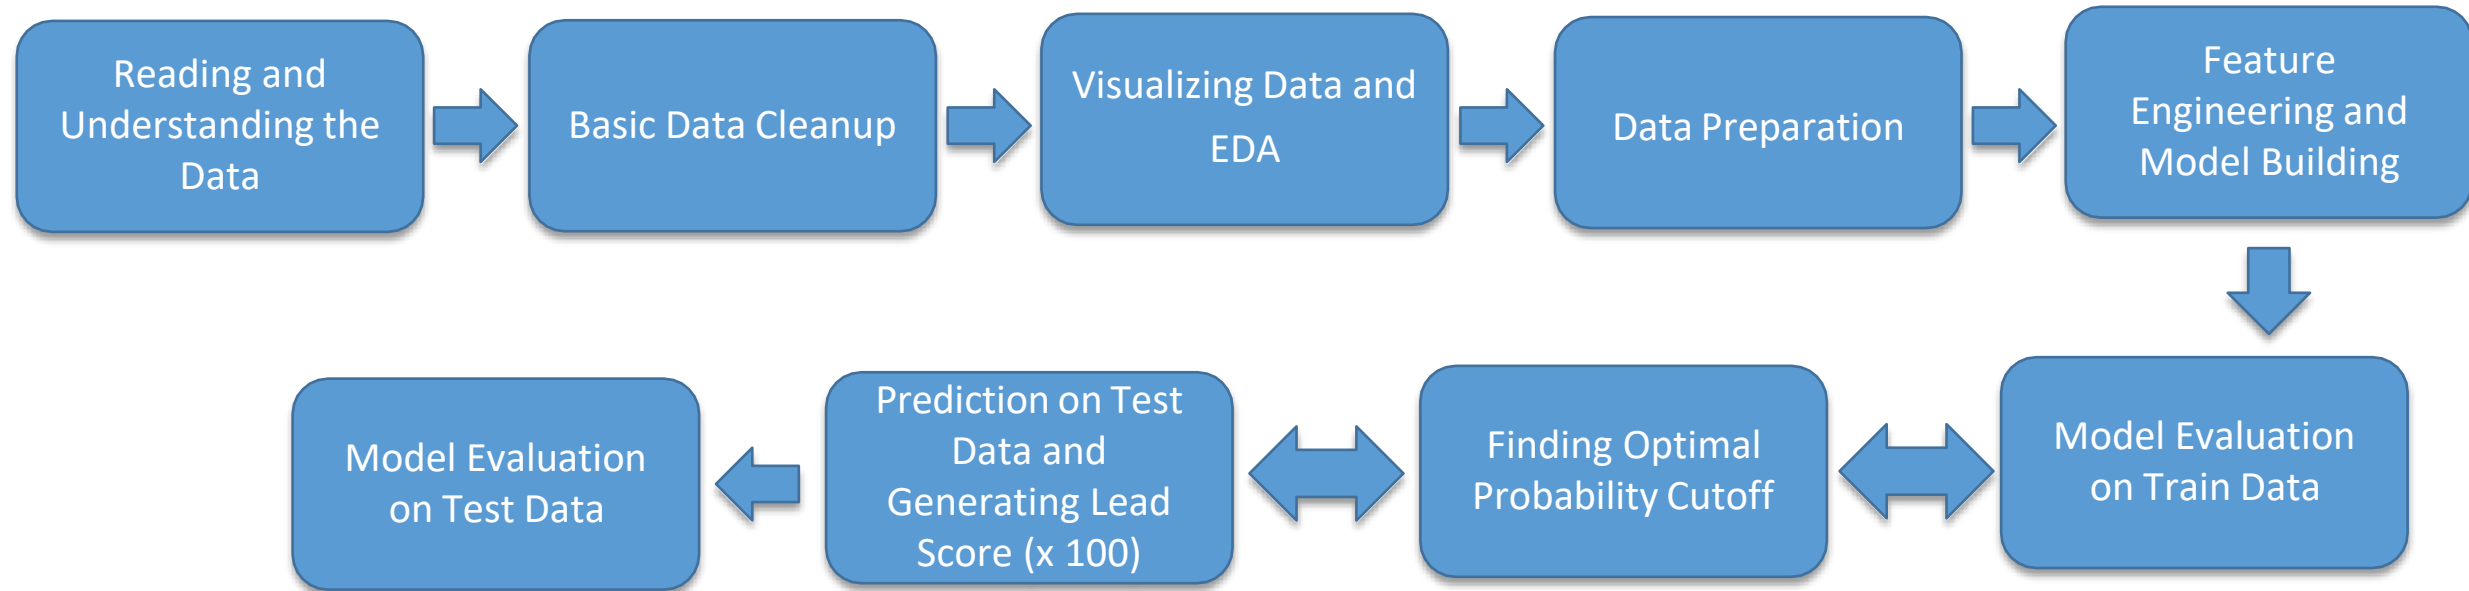 Reading and
Understanding the
Data
Basic Data Cleanup
Visualizing Data and
EDA
Data Preparation
Feature
Engineering and
Model Building
Model Evaluation
on Test Data
Prediction on Test
Data and
Generating Lead
Score (x 100)
Finding Optimal
Probability Cutoff
Model Evaluation
on Train Data